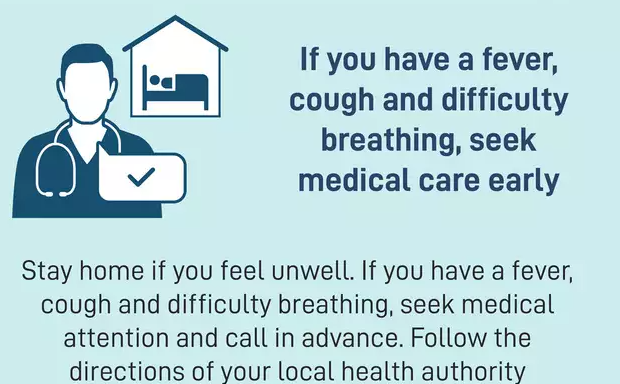 If you have a fever,
cough and difficulty
breathing, seek
medical care early
Stay home if you feel unwell. If you have a fever,
cough and difficulty breathing, seek medical
attention and call in advance. Follow the
directions of your local health authority